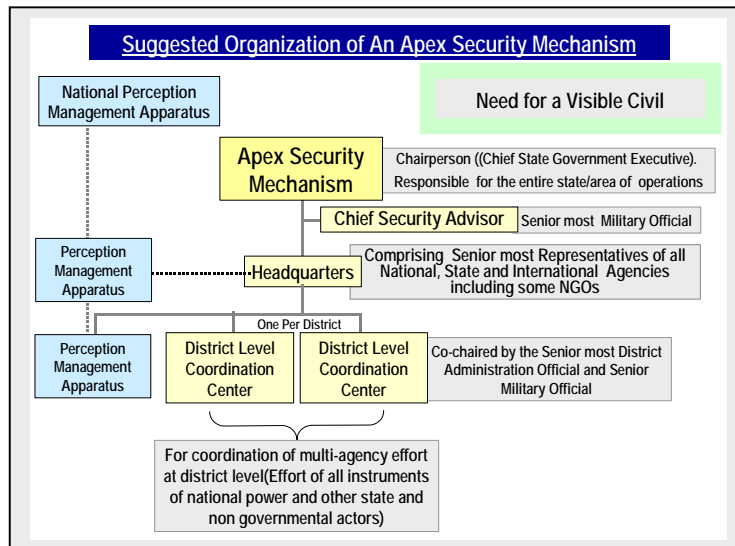 Suggested Organization of An Apex Security Mechanism
National Perception
Management Apparatus
Need for a Visible Civil
Apex Security
Mechanism
Chairperson ((Chief State Government Executive).
Responsible for the entire state/area of operations
Chief Security Advisor
Senior most Military Official
Perception
Management
Apparatus
Headquarters
Comprising Senior most Representatives of all
National, State and International Agencies
including some NGOs
One Per District
Perception
Management
Apparatus
District Level
Coordination
Center
District Level
Coordination
Center
Co-chaired by the Senior most District
Administration Official and Senior
Military Official
For coordination of multi-agency effort
at district level(Effort of all instruments
of national power and other state and
non governmental actors)